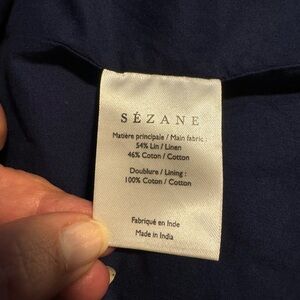 SÉZANE
Matière principale / Main fabric :
54% Lin / Linen
46% Coton / Cotton
Doublure / Lining :
100% Coton / Cotton
Fabriqué en Inde
Made in India